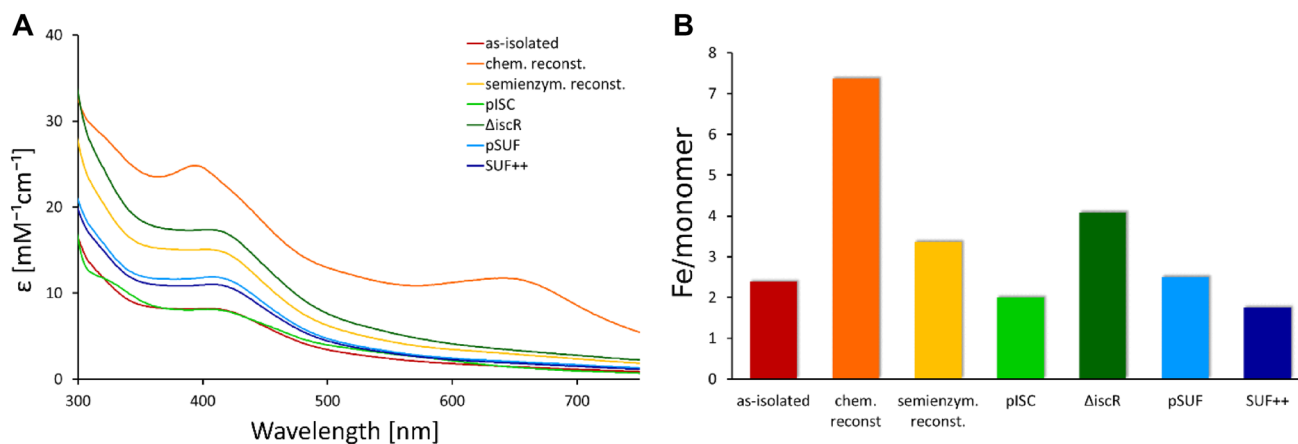 A
ε [mM⁻¹cm⁻¹]
40
30
20
10
0
300
400
500
600
700
Wavelength [nm]
as-isolated
chem. reconst.
semienzym. reconst.
pISC
ΔiscR
pSUF
SUF++
B
Fe/monomer
8
7
6
5
4
3
2
1
0
as-isolated
chem.
reconst
semienzym.
reconst.
pISC
ΔiscR
pSUF
SUF++